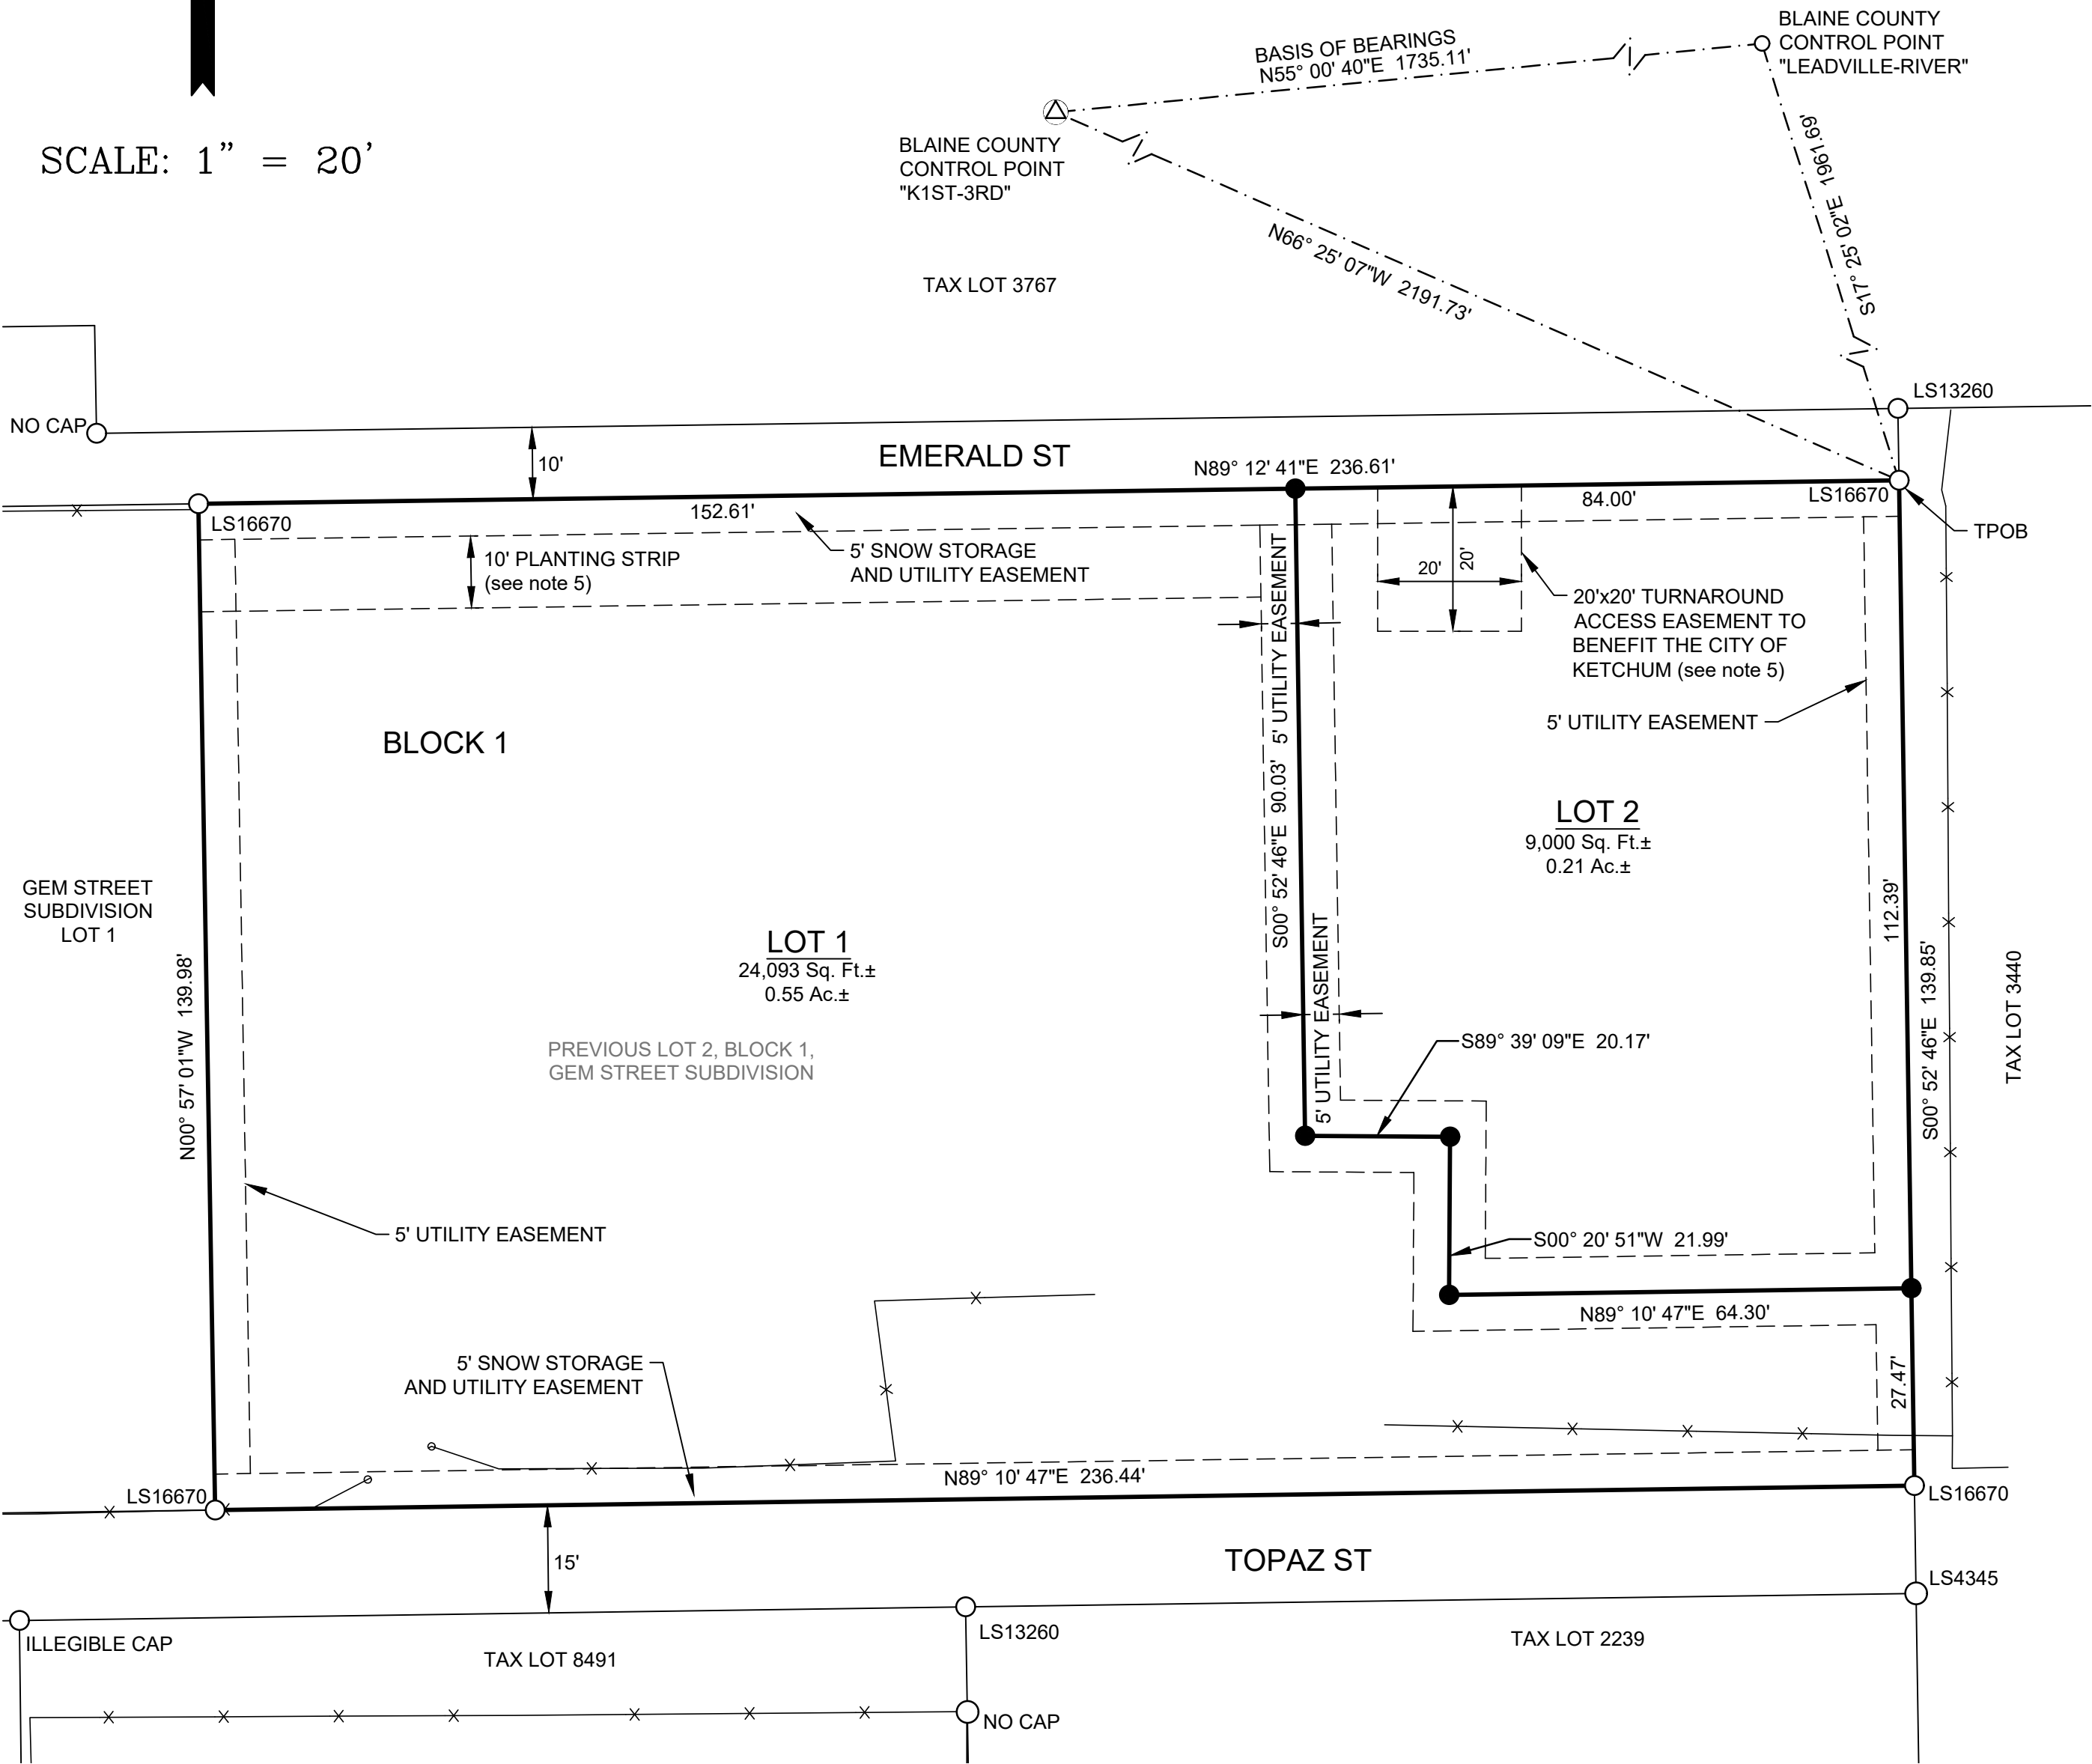 SCALE: 1” = 20’
BASIS OF BEARINGS
N55° 00' 40"E 1735.11'
BLAINE COUNTY
CONTROL POINT
"LEADVILLE-RIVER"
BLAINE COUNTY
CONTROL POINT
"K1ST-3RD"
S17° 25' 02"E 1961.69'
N66° 25' 07"W 2191.73'
TAX LOT 3767
NO CAP
LS13260
10'
EMERALD ST
N89° 12' 41"E 236.61'
LS16670
152.61'
84.00'
LS16670
TPOB
10' PLANTING STRIP
(see note 5)
5' SNOW STORAGE
AND UTILITY EASEMENT
20'
20'
20'x20' TURNAROUND
ACCESS EASEMENT TO
BENEFIT THE CITY OF
KETCHUM (see note 5)
5' UTILITY EASEMENT
5' UTILITY EASEMENT
S00° 52' 46"E 90.03'
BLOCK 1
LOT 2
9,000 Sq. Ft.±
0.21 Ac.±
GEM STREET
SUBDIVISION
LOT 1
112.39'
LOT 1
24,093 Sq. Ft.±
0.55 Ac.±
5' UTILITY EASEMENT
N00° 57' 01"W 139.98'
S00° 52' 46"E 139.85'
TAX LOT 3440
PREVIOUS LOT 2, BLOCK 1,
GEM STREET SUBDIVISION
S89° 39' 09"E 20.17'
5' UTILITY EASEMENT
S00° 20' 51"W 21.99'
N89° 10' 47"E 64.30'
5' SNOW STORAGE
AND UTILITY EASEMENT
27.47'
N89° 10' 47"E 236.44'
LS16670
LS16670
15'
TOPAZ ST
LS4345
ILLEGIBLE CAP
TAX LOT 8491
LS13260
TAX LOT 2239
NO CAP